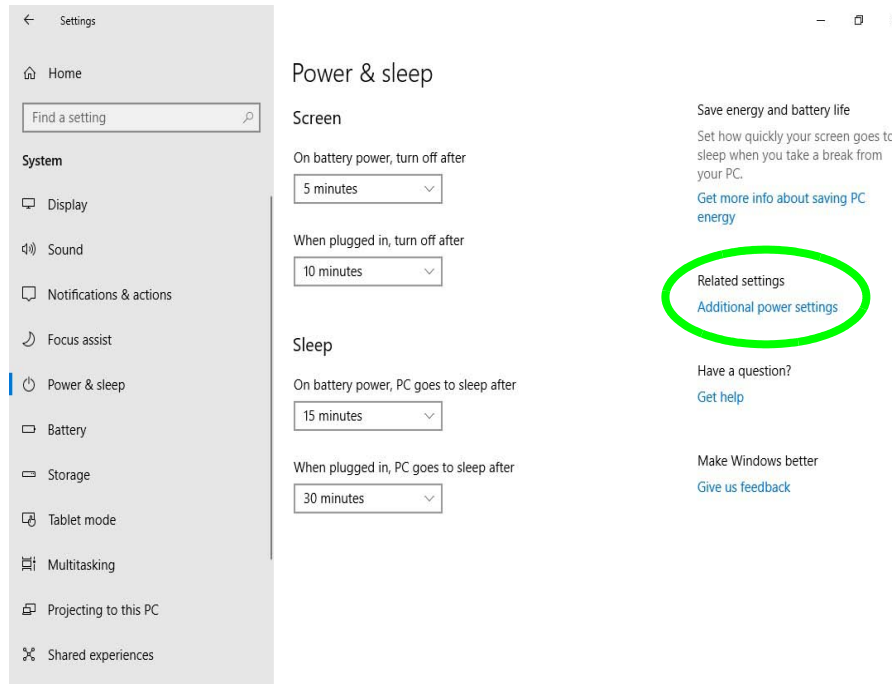 Settings
Home
Find a setting
System
Display
Sound
Notifications & actions
Focus assist
Power & sleep
Battery
Storage
Tablet mode
Multitasking
Projecting to this PC
Shared experiences
Power & sleep
Screen
On battery power, turn off after
5 minutes
When plugged in, turn off after
10 minutes
Sleep
On battery power, PC goes to sleep after
15 minutes
When plugged in, PC goes to sleep after
30 minutes
Save energy and battery life
Set how quickly your screen goes to
sleep when you take a break from
your PC.
Get more info about saving PC
energy
Related settings
Additional power settings
Have a question?
Get help
Make Windows better
Give us feedback